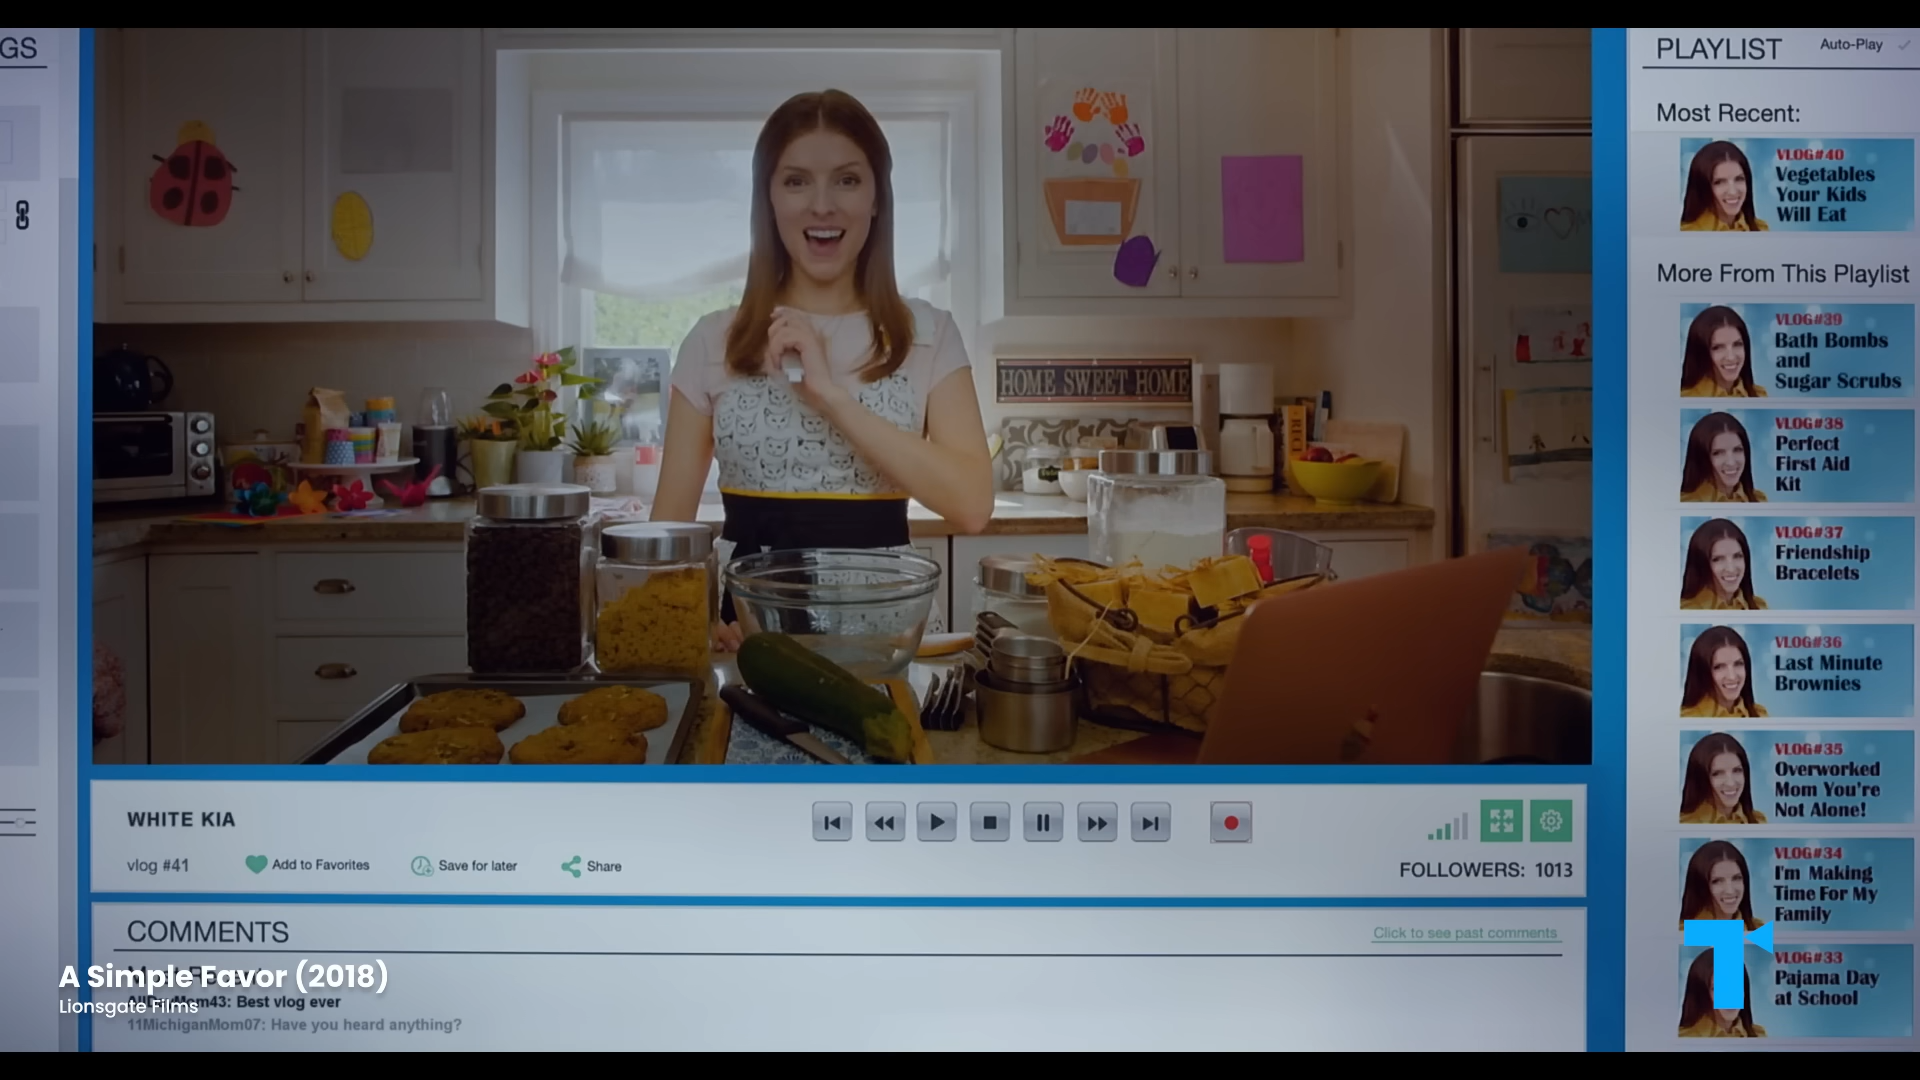 GS
HOME SWEET HOME
WHITE KIA
vlog #41
Add to Favorites
Save for later
Share
FOLLOWERS: 1013
COMMENTS
Click to see past comments
Most Recent
Mom43: Best vlog ever
11MichiganMom07: Have you heard anything?
A Simple Favor (2018)
Lionsgate Films
PLAYLIST
Auto-Play
Most Recent:
VLOG#40
Vegetables
Your Kids
Will Eat
More From This Playlist
VLOG#39
Bath Bombs
and
Sugar Scrubs
VLOG#38
Perfect
First Aid
Kit
VLOG#37
Friendship
Bracelets
VLOG#36
Last Minute
Brownies
VLOG#35
Overworked
Mom You're
Not Alone!
VLOG#34
I'm Making
Time For My
Family
VLOG#33
Pajama Day
at School